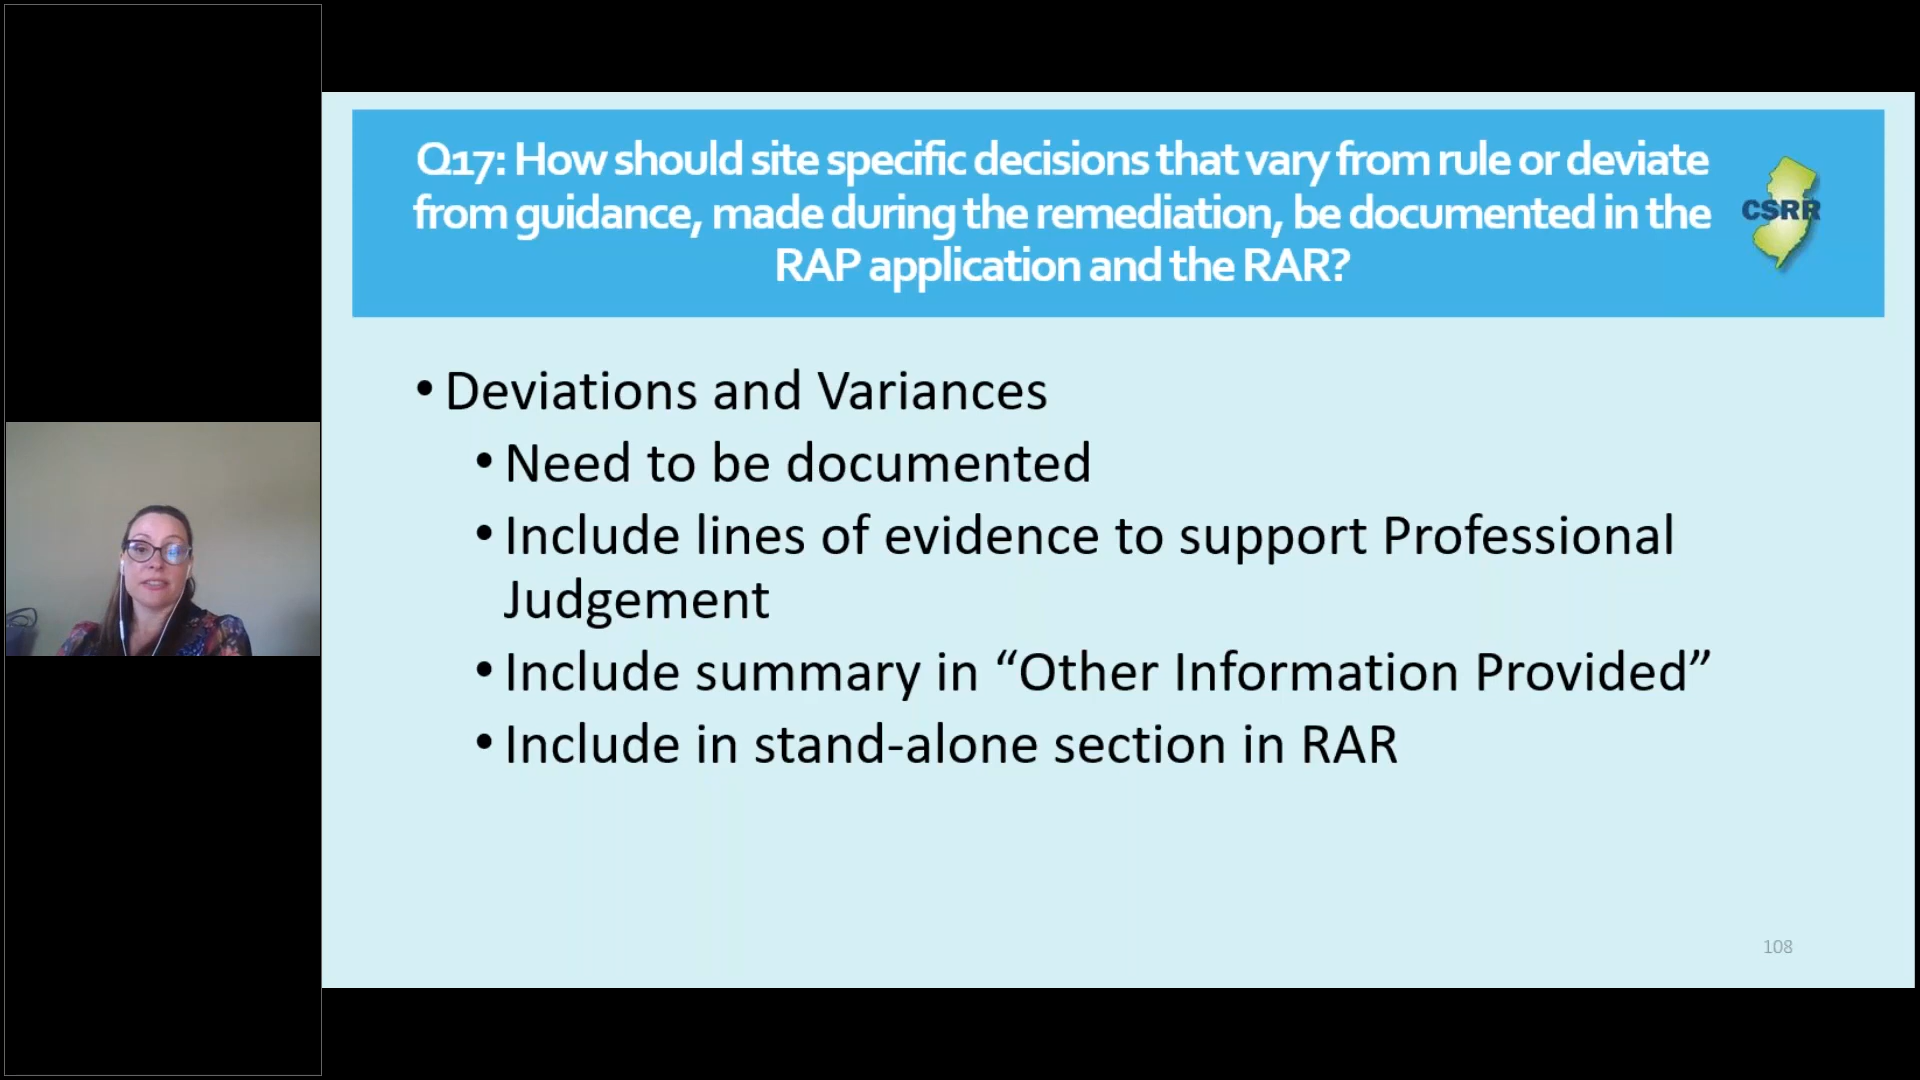 Q17: How should site specific decisions that vary from rule or deviate
from guidance, made during the remediation, be documented in the
RAP application and the RAR?
CSRR
• Deviations and Variances
• Need to be documented
• Include lines of evidence to support Professional
Judgement
• Include summary in “Other Information Provided”
• Include in stand-alone section in RAR
108